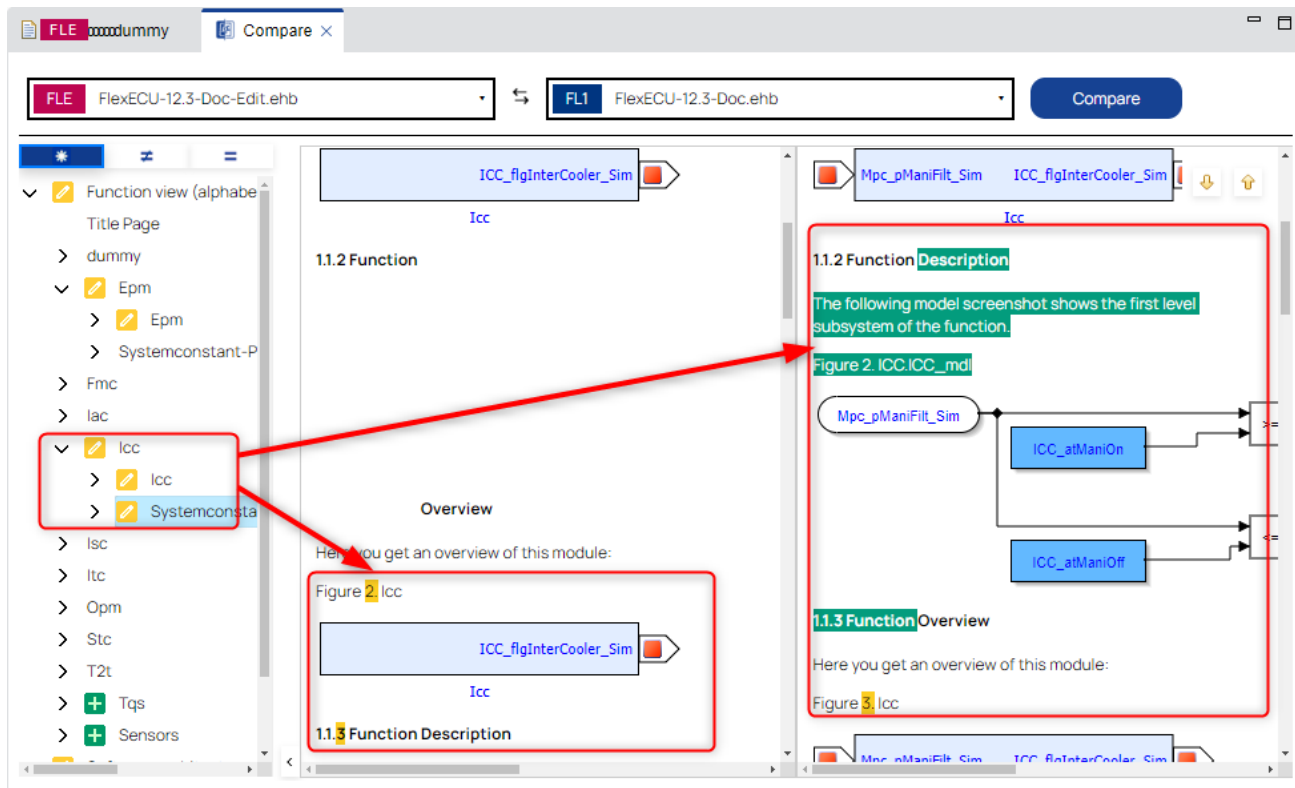 FLE dummy
Compare ×
FLE FlexECU-12.3-Doc-Edit.ehb
FL1 FlexECU-12.3-Doc.ehb
Compare
Function view (alphabe
Title Page
dummy
Epm
Epm
Systemconstant-P
Fmc
Iac
Icc
Icc
Systemconsta
Isc
Itc
Opm
Stc
T2t
Tqs
Sensors
ICC_flgInterCooler_Sim
Icc
1.1.2 Function
Overview
Here you get an overview of this module:
Figure 2. Icc
ICC_flgInterCooler_Sim
Icc
1.1.3 Function Description
Mpc_pManiFilt_Sim ICC_flgInterCooler_Sim
Icc
1.1.2 Function Description
The following model screenshot shows the first level
subsystem of the function.
Figure 2. ICC.ICC_mdl
Mpc_pManiFilt_Sim
>=
ICC_atManiOn
<=
ICC_atManiOff
1.1.3 Function Overview
Here you get an overview of this module:
Figure 3. Icc
Mpc_pManiFilt_Sim ICC_flgInterCooler_Sim